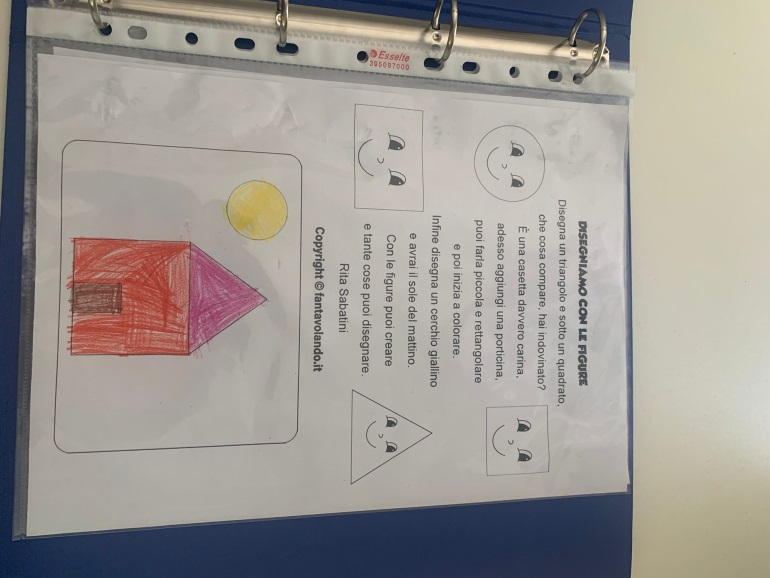 Esselte
395097000
DISEGNIAMO CON LE FIGURE
Disegna un triangolo e sotto un quadrato,
che cosa compare, hai indovinato?
È una casetta davvero carina,
adesso aggiungi una porticina,
puoi farla piccola e rettangolare
e poi inizia a colorare.
Infine disegna un cerchio giallino
e avrai il sole del mattino.
Con le figure puoi creare
e tante cose puoi disegnare.
Rita Sabatini
Copyright © fantavolando.it